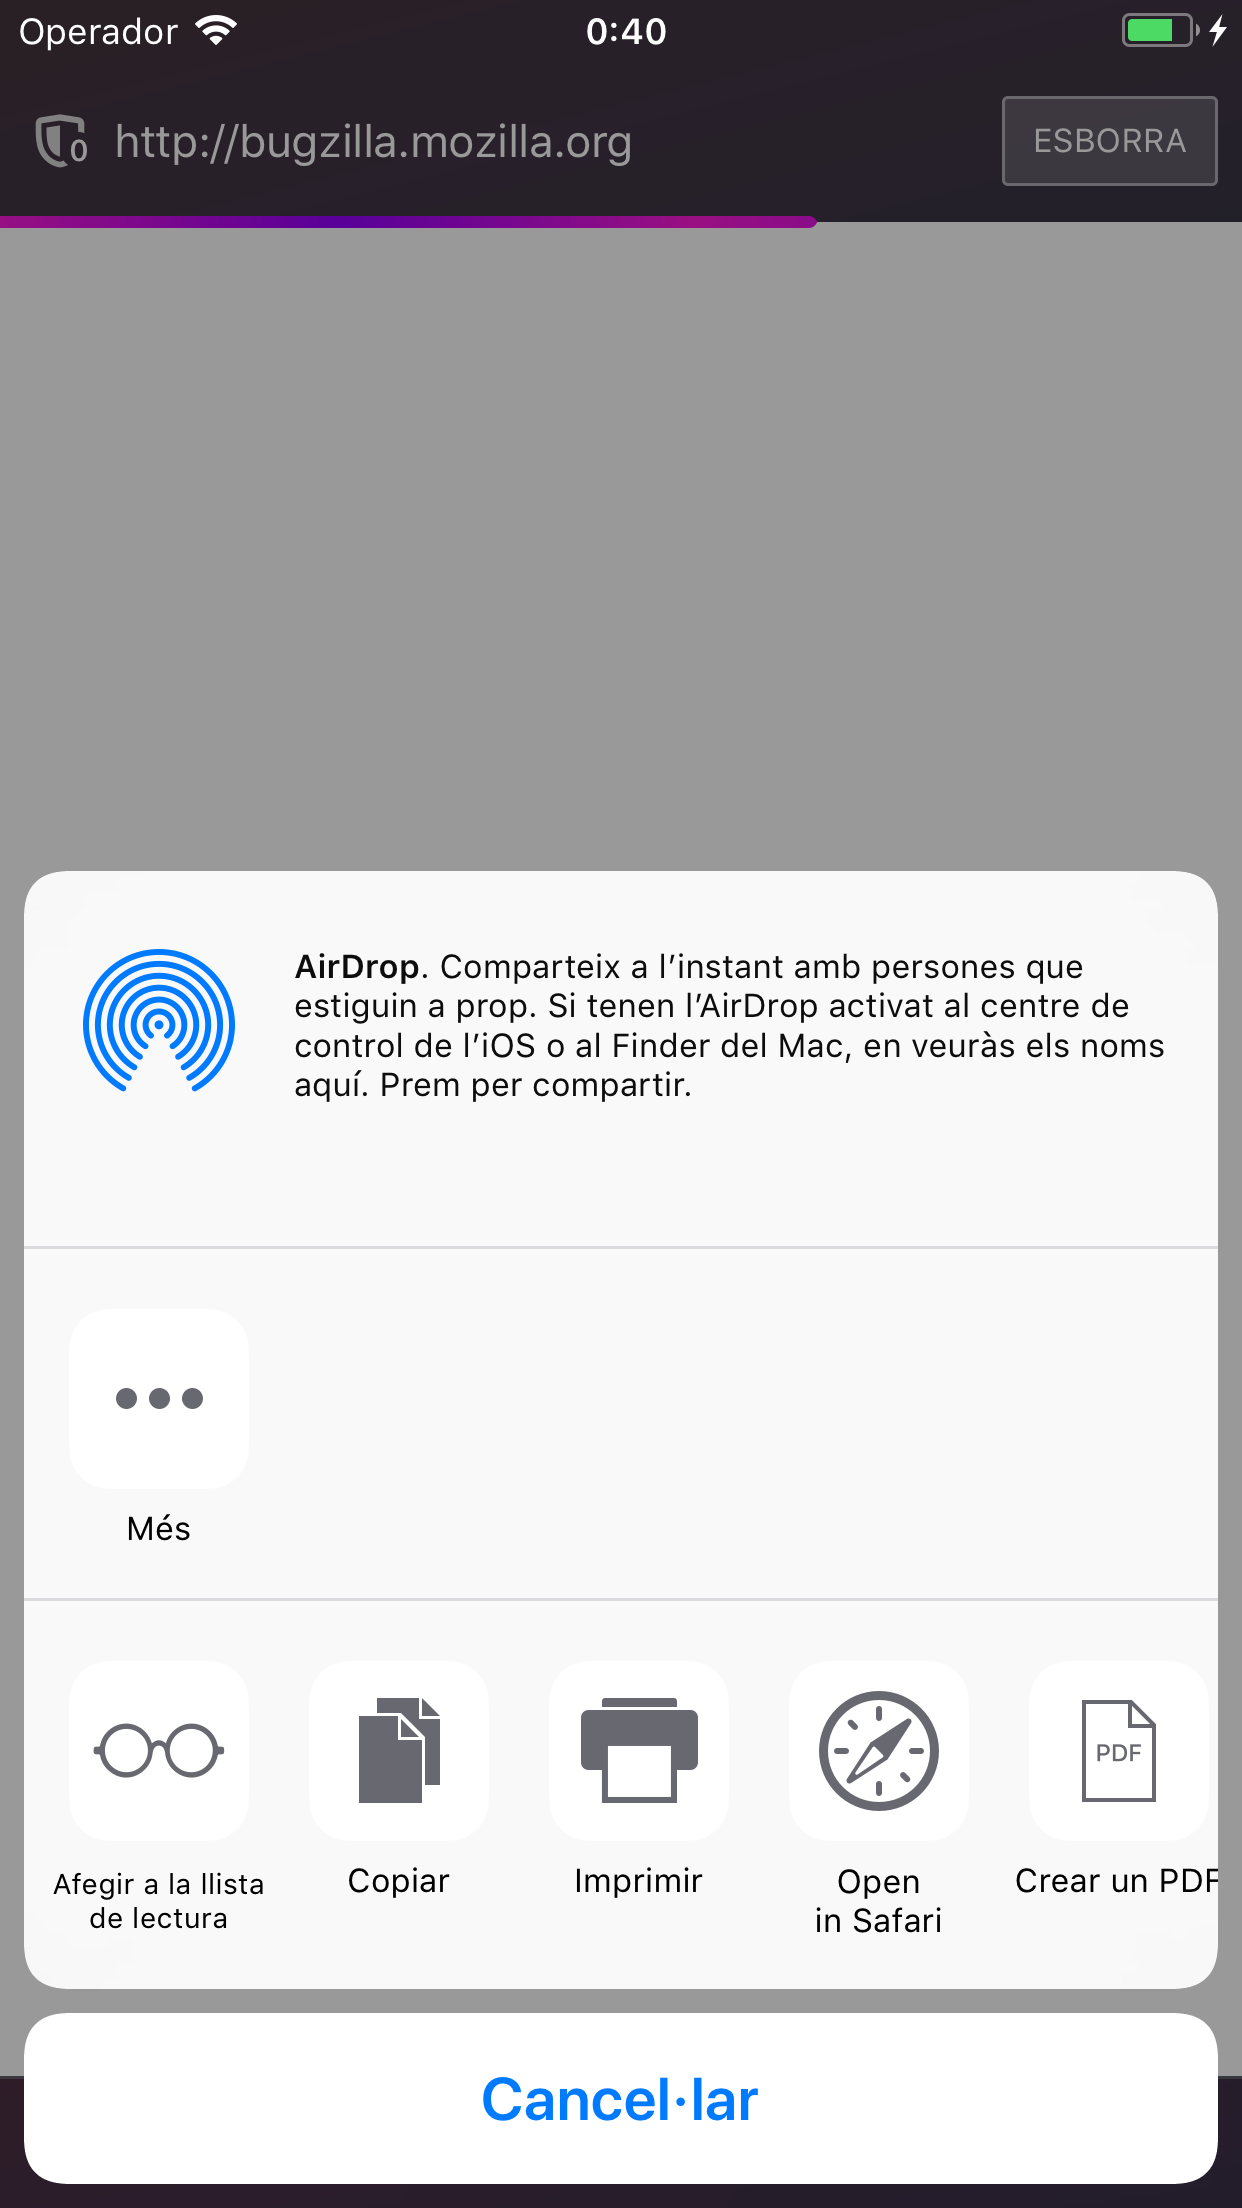 Operador
0:40
0
http://bugzilla.mozilla.org
ESBORRA
AirDrop. Comparteix a l’instant amb persones que
estiguin a prop. Si tenen l’AirDrop activat al centre de
control de l’iOS o al Finder del Mac, en veuràs els noms
aquí. Prem per compartir.
Més
PDF
Afegir a la llista
de lectura
Copiar
Imprimir
Open
in Safari
Crear un PDF
Cancel·lar